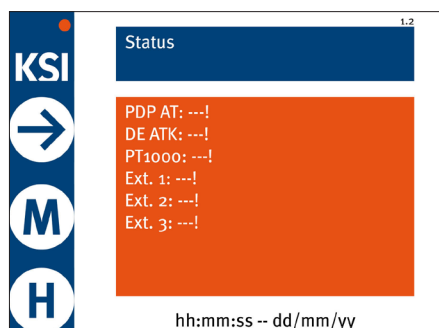 1.2
Status
KSI
PDP AT: ---!
DE ATK: ---!
PT1000: ---!
Ext. 1: ---!
Ext. 2: ---!
Ext. 3: ---!
M
H
hh:mm:ss -- dd/mm/yy